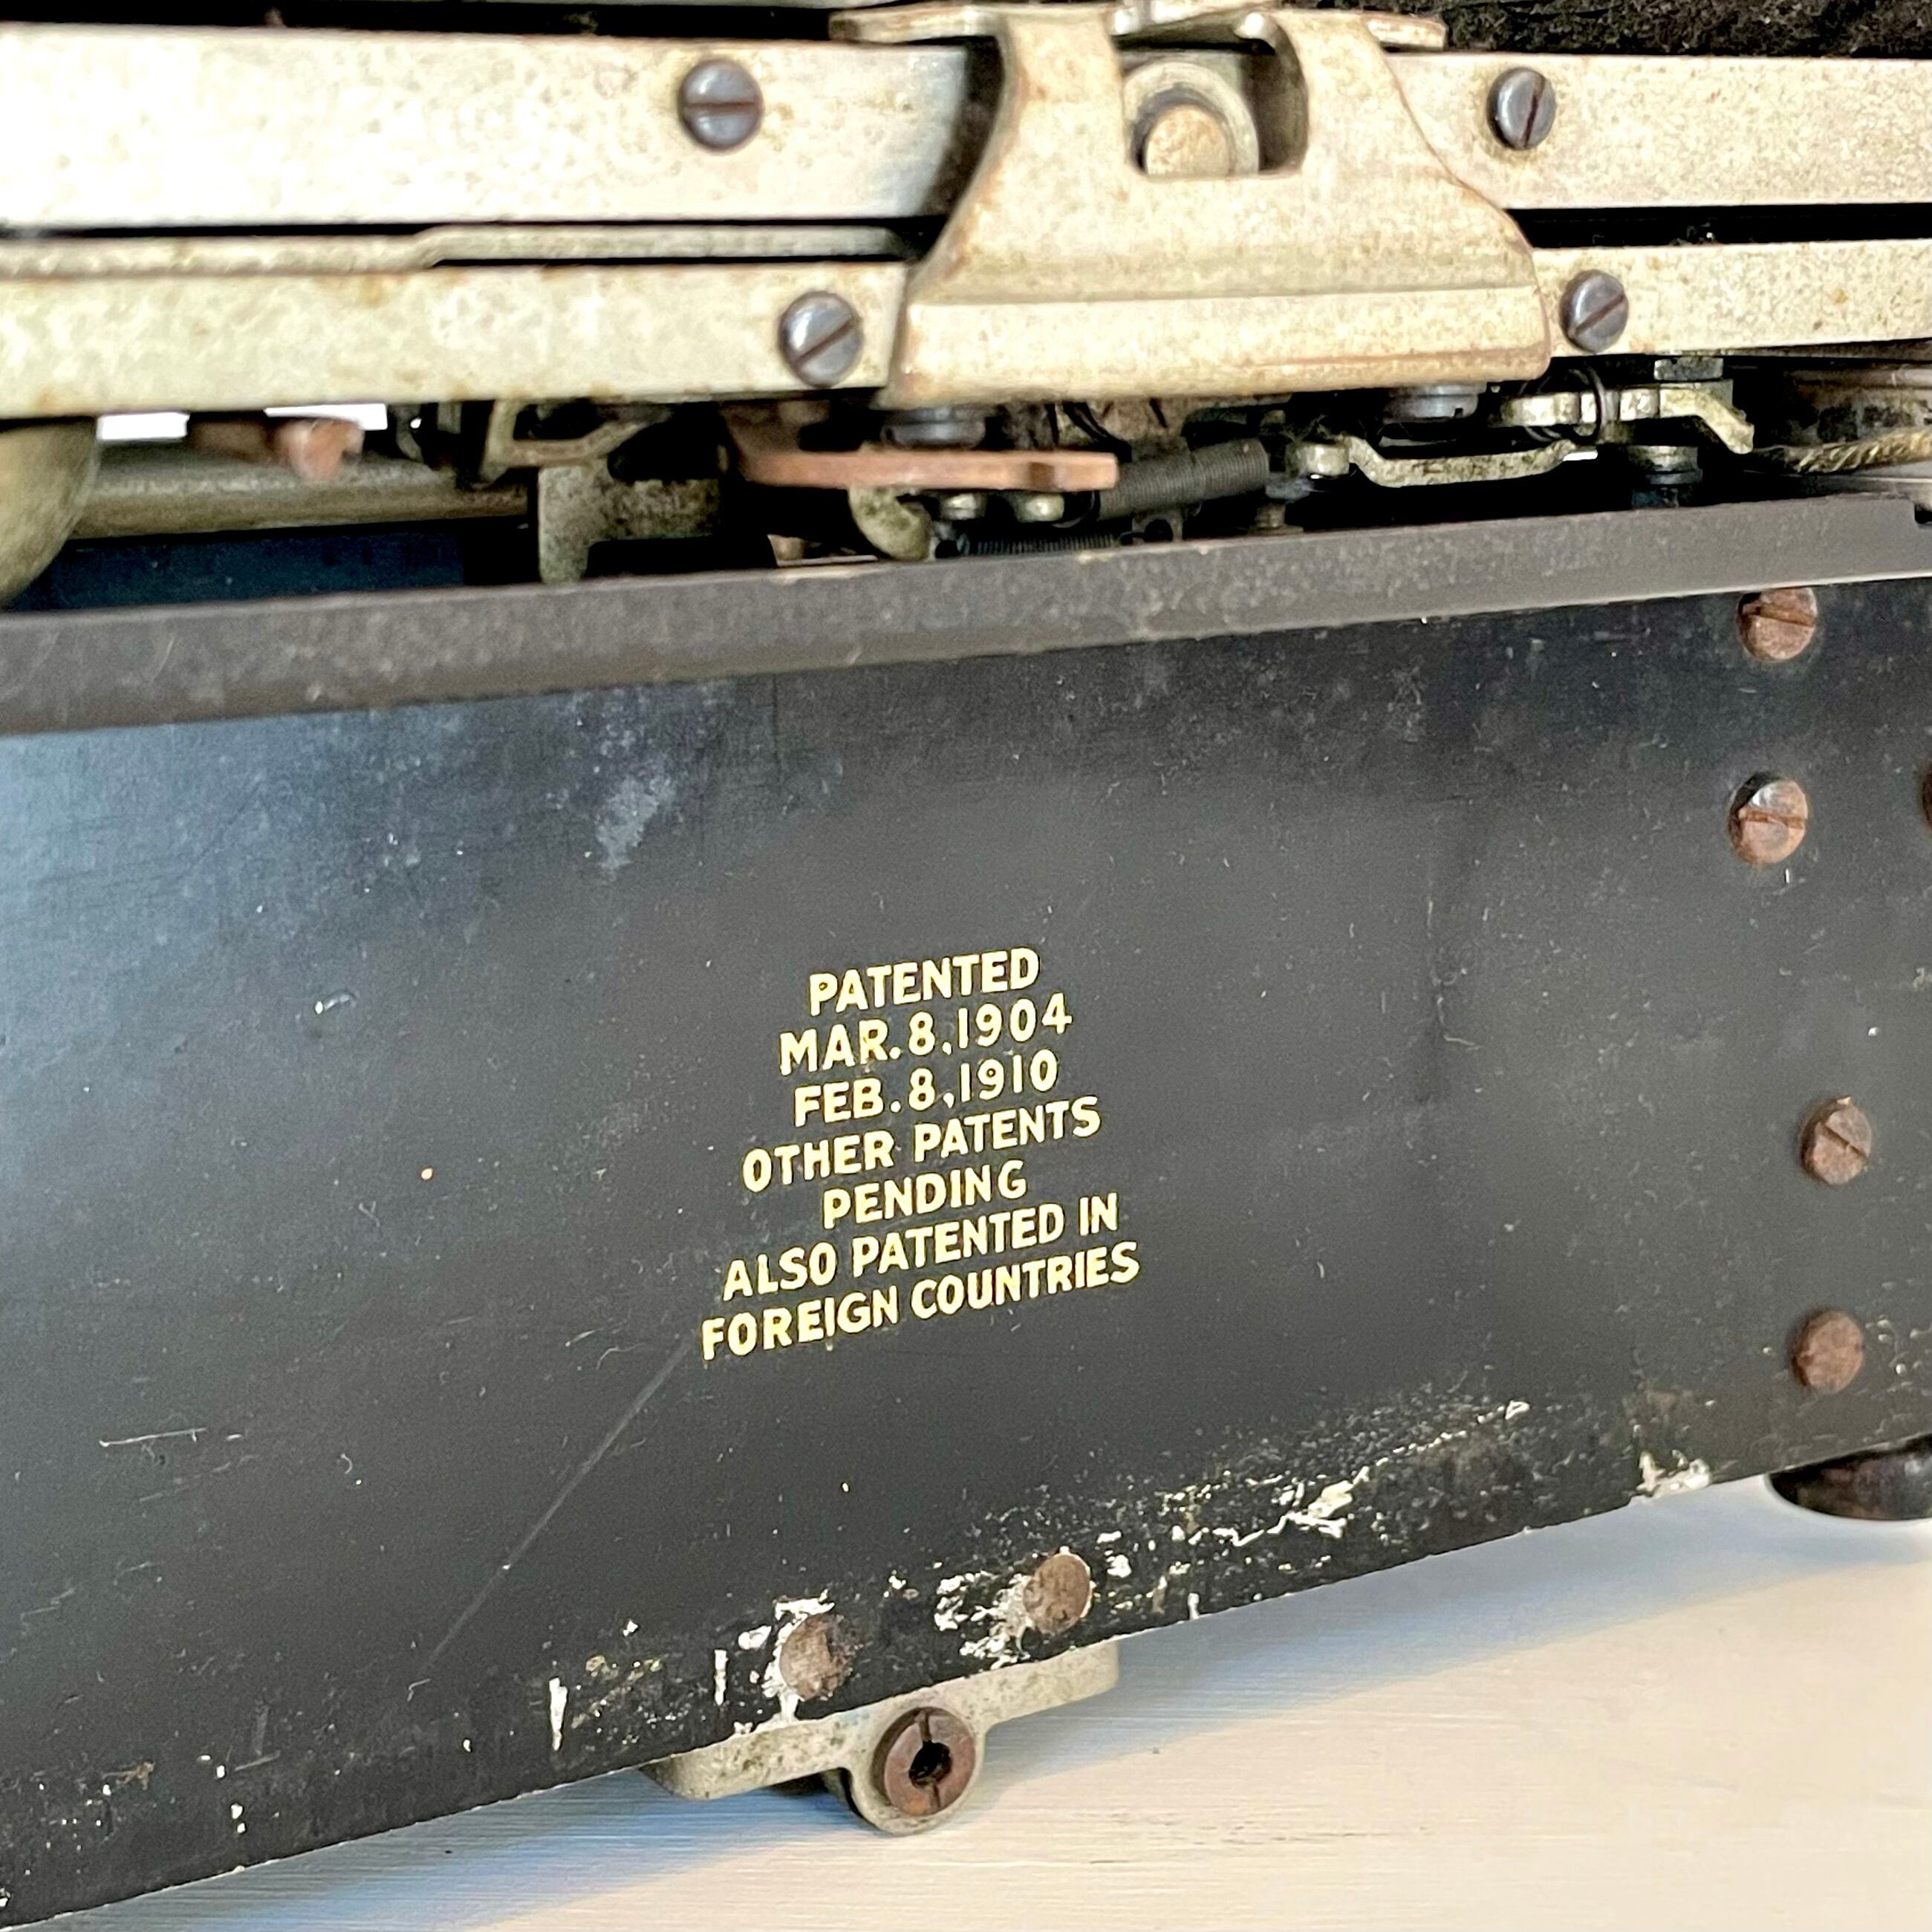 PATENTED
MAR. 8, 1904
FEB. 8, 1910
OTHER PATENTS
PENDING
ALSO PATENTED IN
FOREIGN COUNTRIES